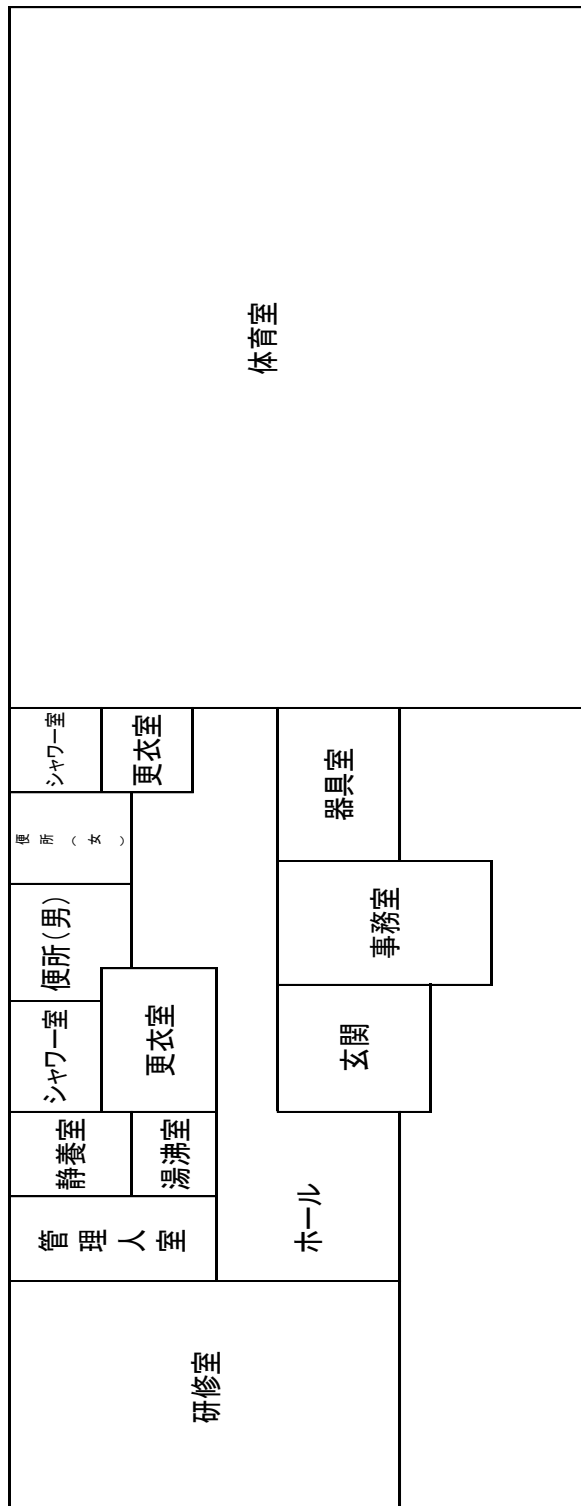 体育室
シャワー室
更衣室
器具室
便所(女)
事務室
便所(男)
シャワー室
更衣室
玄関
静養室
湯沸室
管理人室
ホール
研修室